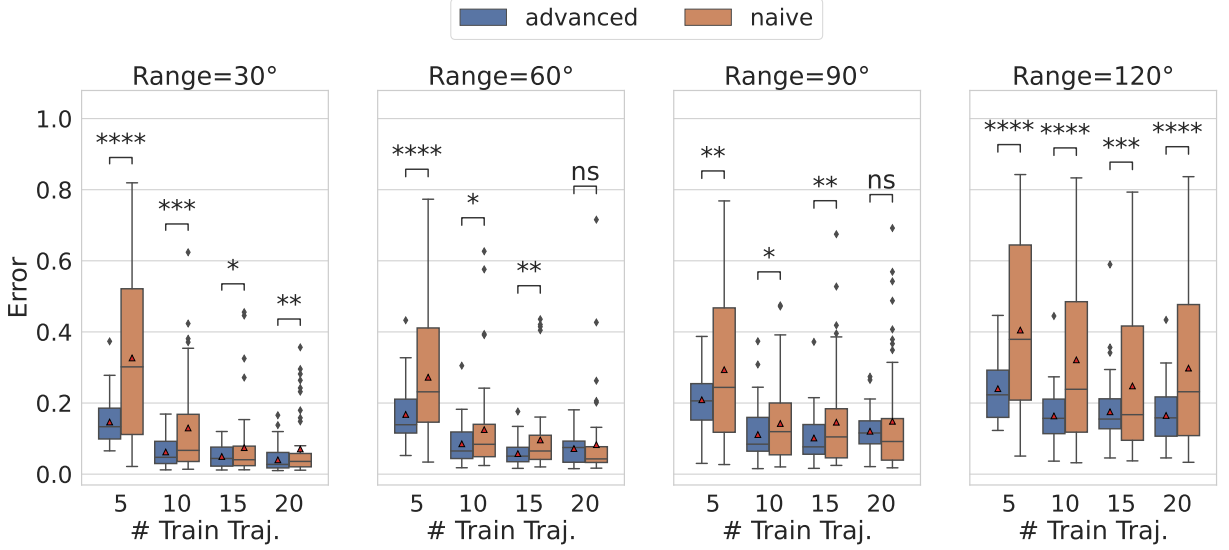 advanced naive
Range=30° Range=60° Range=90° Range=120°
Error
1.0
0.8
0.6
0.4
0.2
0.0
**** *** * **
**** * ** ns
** * ** ns
**** **** *** ****
5 10 15 20 5 10 15 20 5 10 15 20 5 10 15 20
# Train Traj. # Train Traj. # Train Traj. # Train Traj.